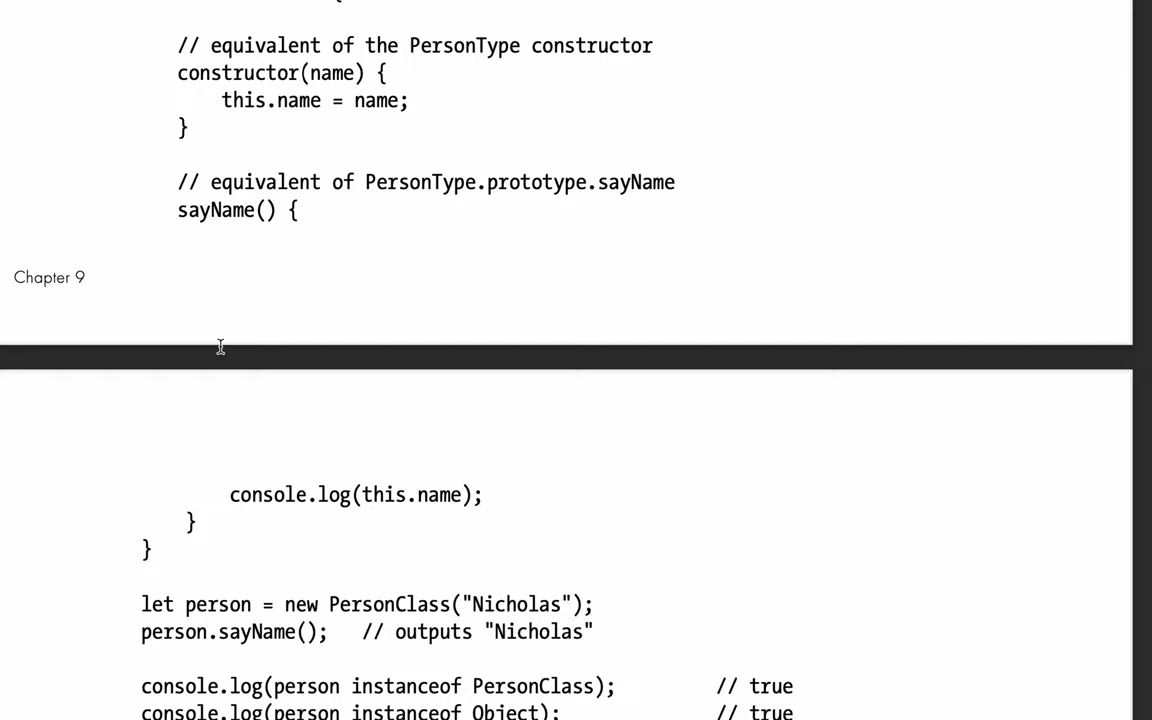 {
// equivalent of the PersonType constructor
constructor(name) {
this.name = name;
}
// equivalent of PersonType.prototype.sayName
sayName() {
Chapter 9
console.log(this.name);
}
}
let person = new PersonClass("Nicholas");
person.sayName(); // outputs "Nicholas"
console.log(person instanceof PersonClass); // true
console.log(person instanceof Object); // true